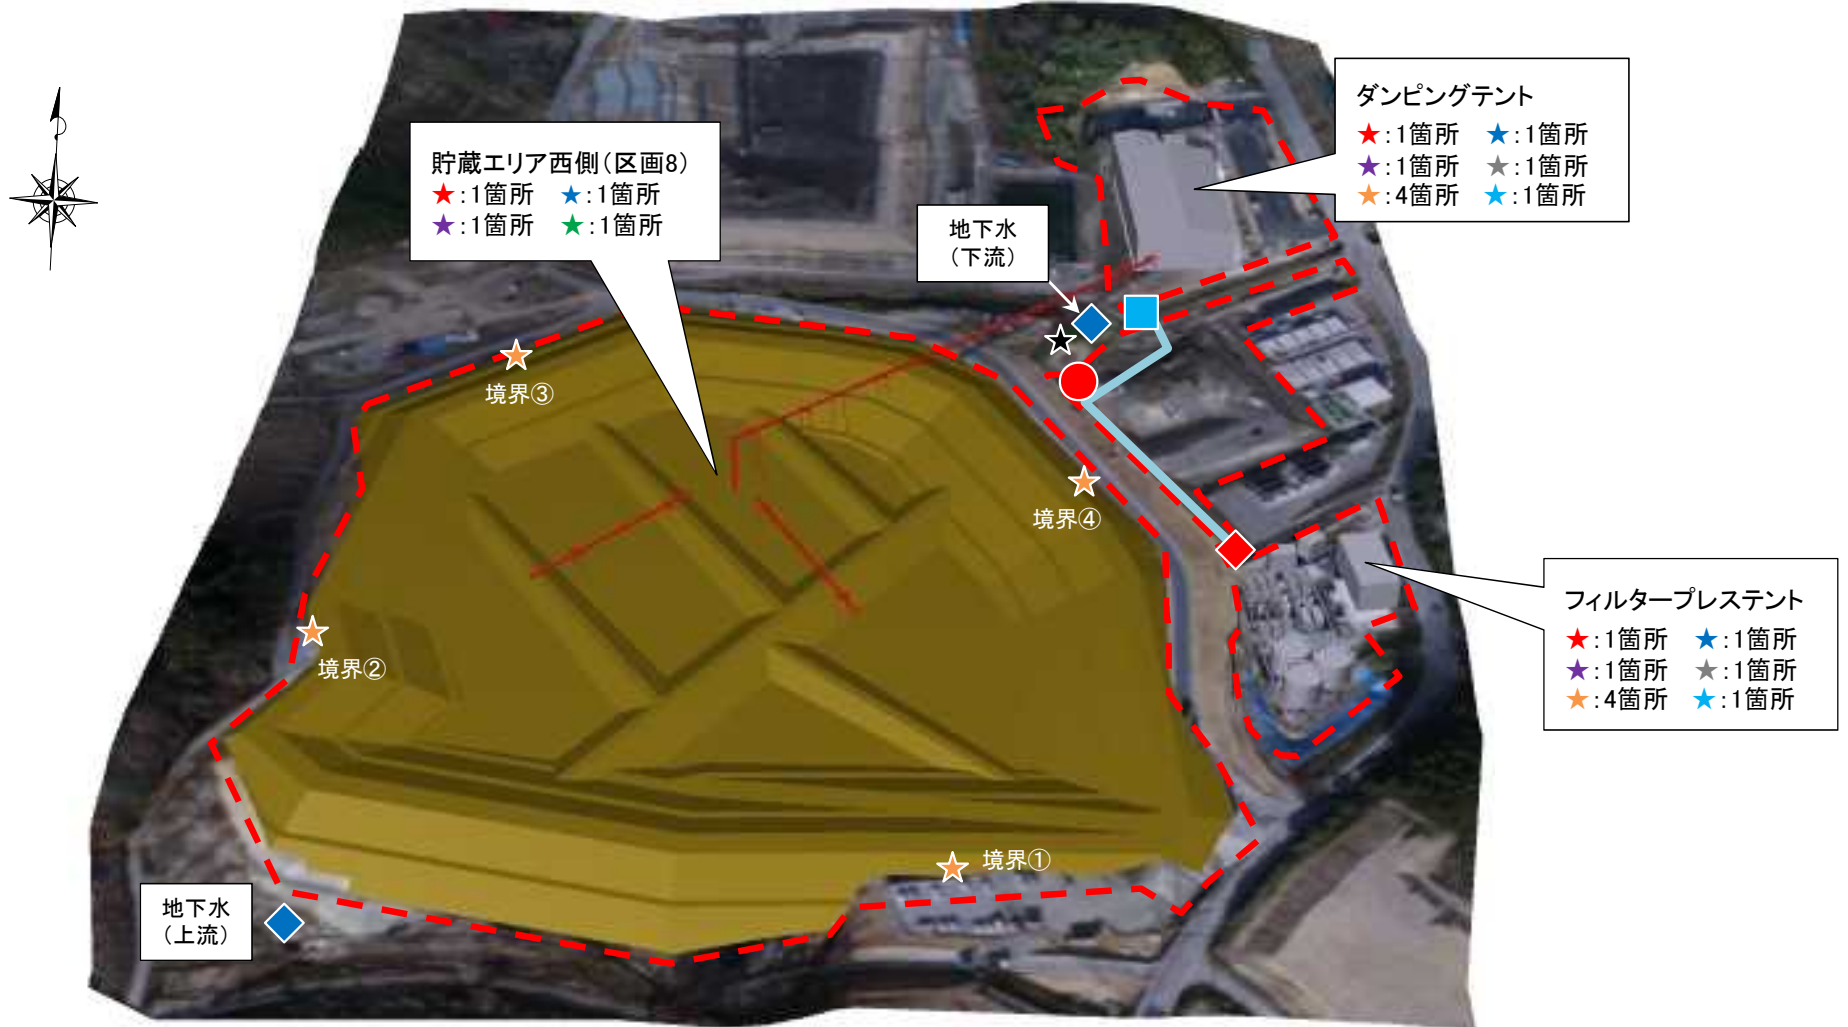 ダンピングテント
★:1箇所 ★:1箇所
★:1箇所 ★:1箇所
★:4箇所 ★:1箇所
貯蔵エリア西側(区画8)
★:1箇所 ★:1箇所
★:1箇所 ★:1箇所
地下水
(下流)
境界③
境界④
境界②
フィルタープレステント
★:1箇所 ★:1箇所
★:1箇所 ★:1箇所
★:4箇所 ★:1箇所
境界①
地下水
(上流)